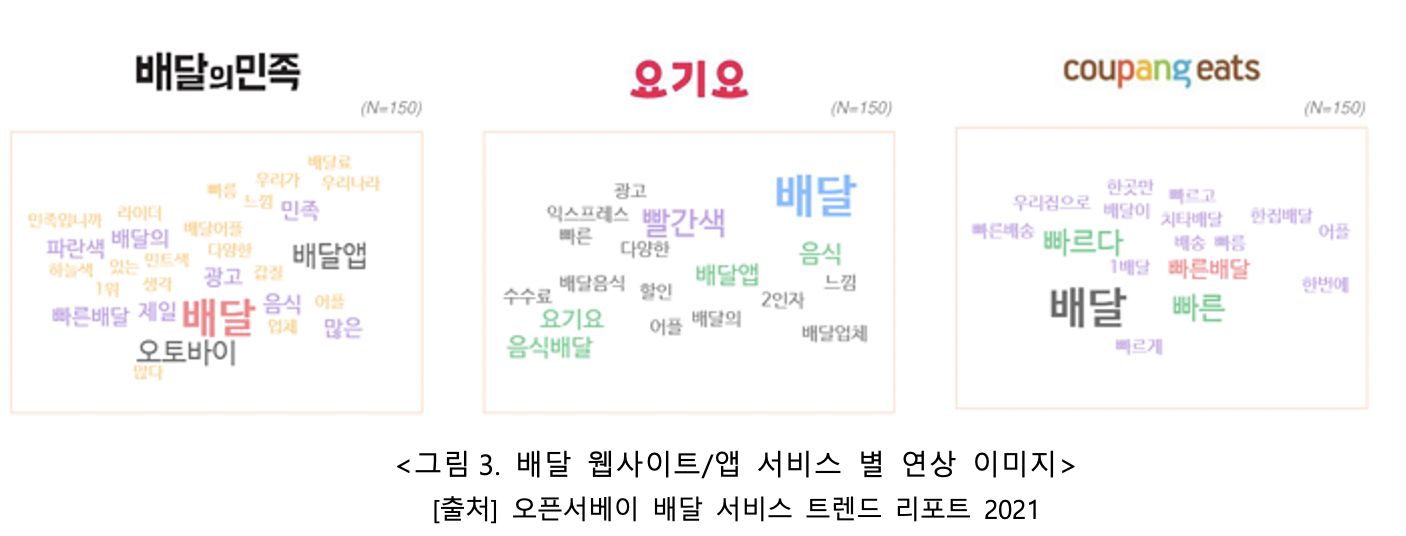 배달의민족
(N=150)
배달료
빠름 우리가 우리나라
느낌 민족
민족입니까 라이더
배달의 배달어플
파란색 다양한 배달앱
하늘색 있는 민트색
1위 생각 광고 갑질
빠른배달 제일 배달 음식 어플
업체 많은
오토바이
많다
요기요
(N=150)
광고 배달
익스프레스 빨간색
빠른 다양한 음식
배달앱
수수료 배달음식 할인 2인자 느낌
요기요 어플 배달의 배달업체
음식배달
coupang eats
(N=150)
한곳만 빠르고
우리집으로 배달이 치타배달 한집배달
빠른배송 빠르다 배송 빠름 어플
1배달 빠른배달 한번에
배달 빠른
빠르게
<그림 3. 배달 웹사이트/앱 서비스 별 연상 이미지>
[출처] 오픈서베이 배달 서비스 트렌드 리포트 2021